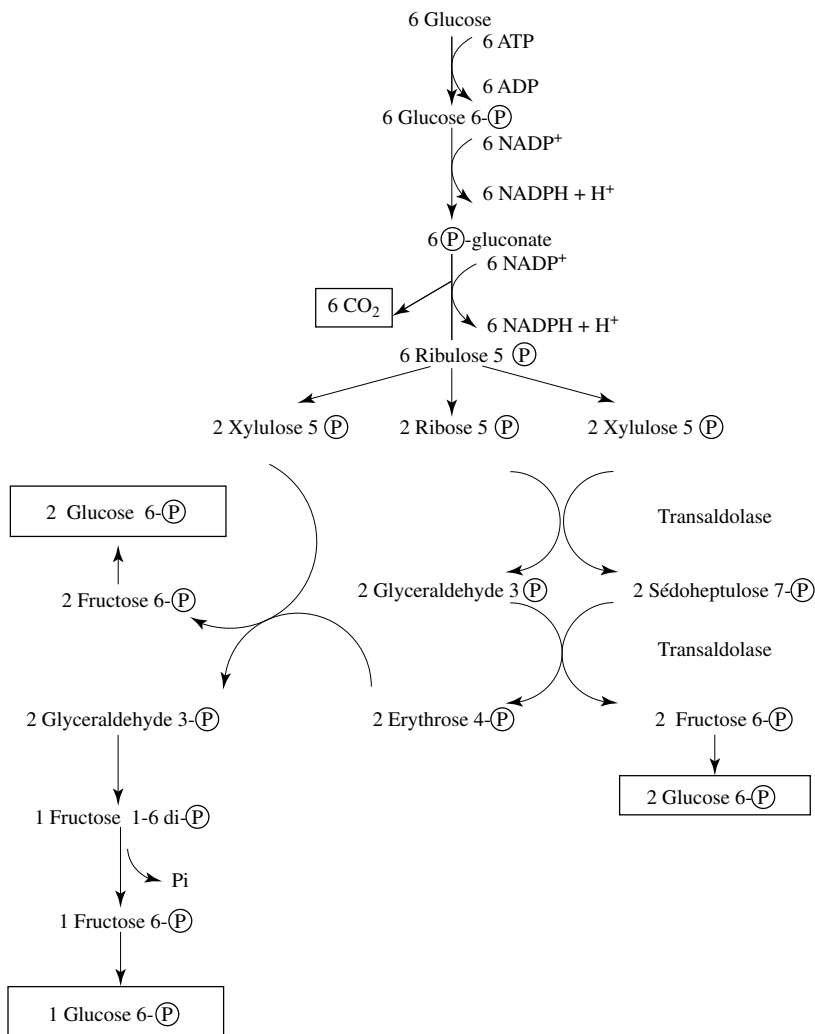 6 Glucose
6 ATP
6 ADP
6 Glucose 6-Ⓟ
6 NADP⁺
6 NADPH + H⁺
6 Ⓟ-gluconate
6 NADP⁺
6 CO₂
6 NADPH + H⁺
6 Ribulose 5 Ⓟ
2 Xylulose 5 Ⓟ 2 Ribose 5 Ⓟ 2 Xylulose 5 Ⓟ
2 Glucose 6-Ⓟ Transaldolase
2 Fructose 6-Ⓟ 2 Glyceraldehyde 3 Ⓟ 2 Sédoheptulose 7-Ⓟ
Transaldolase
2 Glyceraldehyde 3-Ⓟ 2 Erythrose 4-Ⓟ 2 Fructose 6-Ⓟ
2 Glucose 6-Ⓟ
1 Fructose 1-6 di-Ⓟ
Pi
1 Fructose 6-Ⓟ
1 Glucose 6-Ⓟ